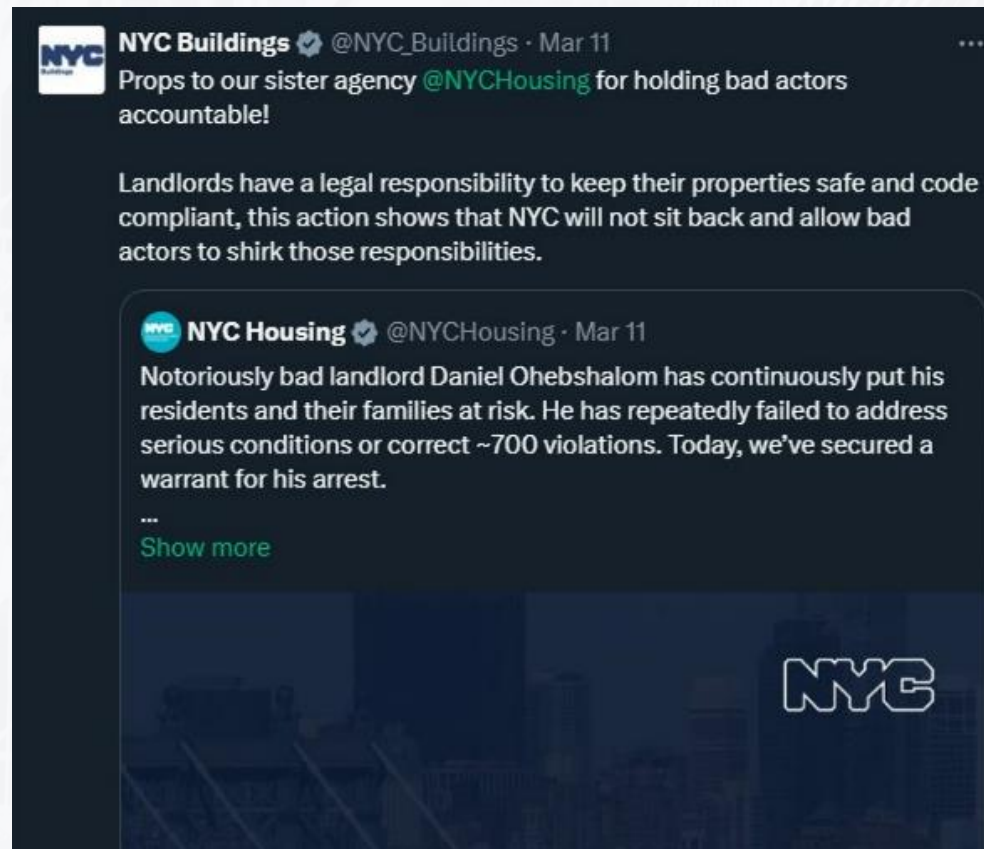 NYC Buildings @NYC_Buildings · Mar 11
NYC
Buildings
Props to our sister agency @NYCHousing for holding bad actors
accountable!
Landlords have a legal responsibility to keep their properties safe and code
compliant, this action shows that NYC will not sit back and allow bad
actors to shirk those responsibilities.
NYC
NYC Housing @NYCHousing · Mar 11
Notoriously bad landlord Daniel Ohebshalom has continuously put his
residents and their families at risk. He has repeatedly failed to address
serious conditions or correct ~700 violations. Today, we’ve secured a
warrant for his arrest.
...
Show more
NYC